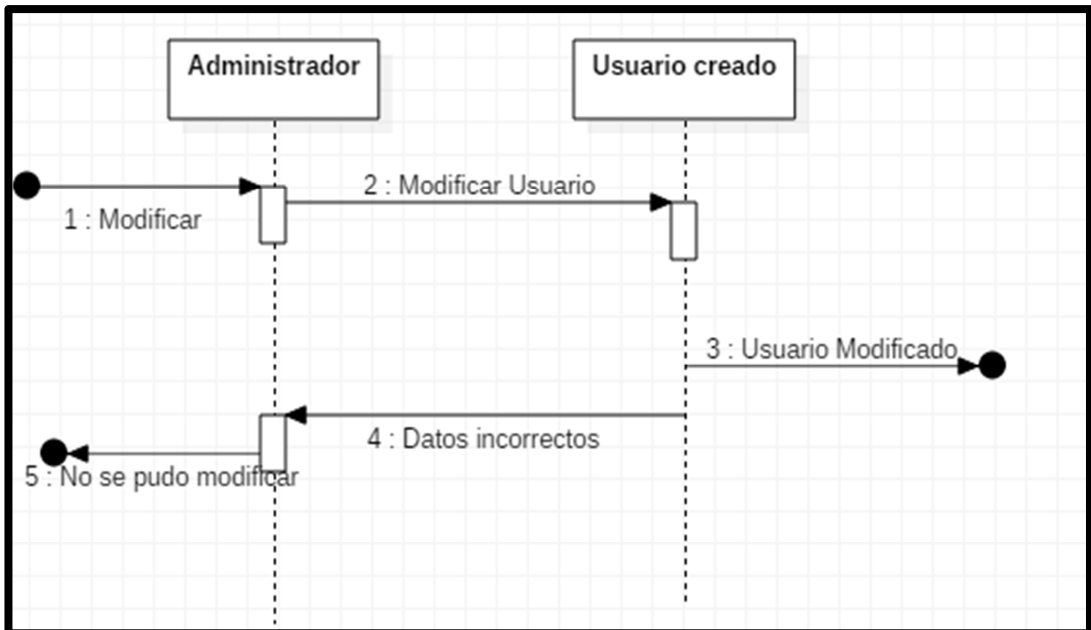 Administrador
Usuario creado
1 : Modificar
2 : Modificar Usuario
3 : Usuario Modificado
4 : Datos incorrectos
5 : No se pudo modificar